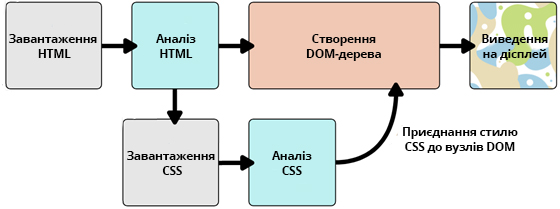 Завантаження
HTML
Аналіз
HTML
Створення
DOM-дерева
Виведення
на дісплей
Завантаження
CSS
Аналіз
CSS
Приєднання стилю
CSS до вузлів DOM